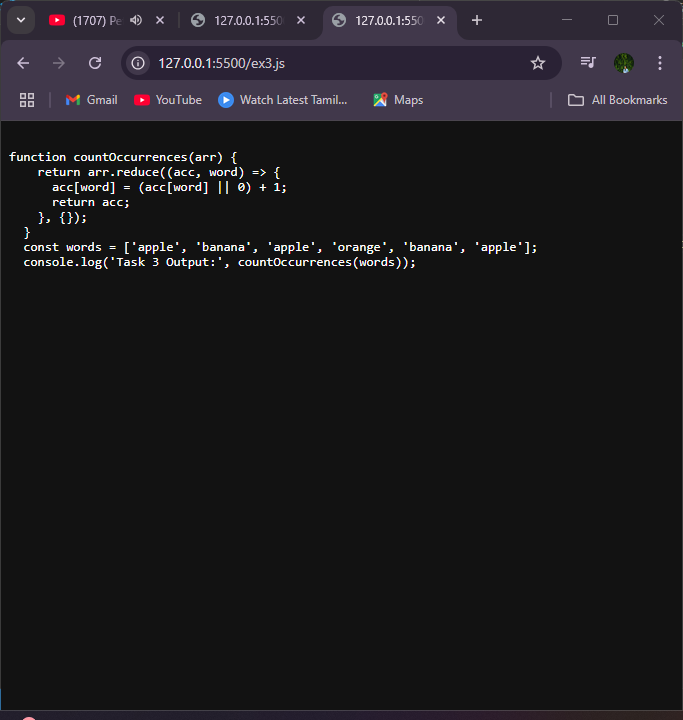 (1707) Pe
127.0.0.1:550
127.0.0.1:550
127.0.0.1:5500/ex3.js
Gmail
YouTube
Watch Latest Tamil...
Maps
All Bookmarks
function countOccurrences(arr) {
    return arr.reduce((acc, word) => {
      acc[word] = (acc[word] || 0) + 1;
      return acc;
    }, {});
  }
  const words = ['apple', 'banana', 'apple', 'orange', 'banana', 'apple'];
  console.log('Task 3 Output:', countOccurrences(words));